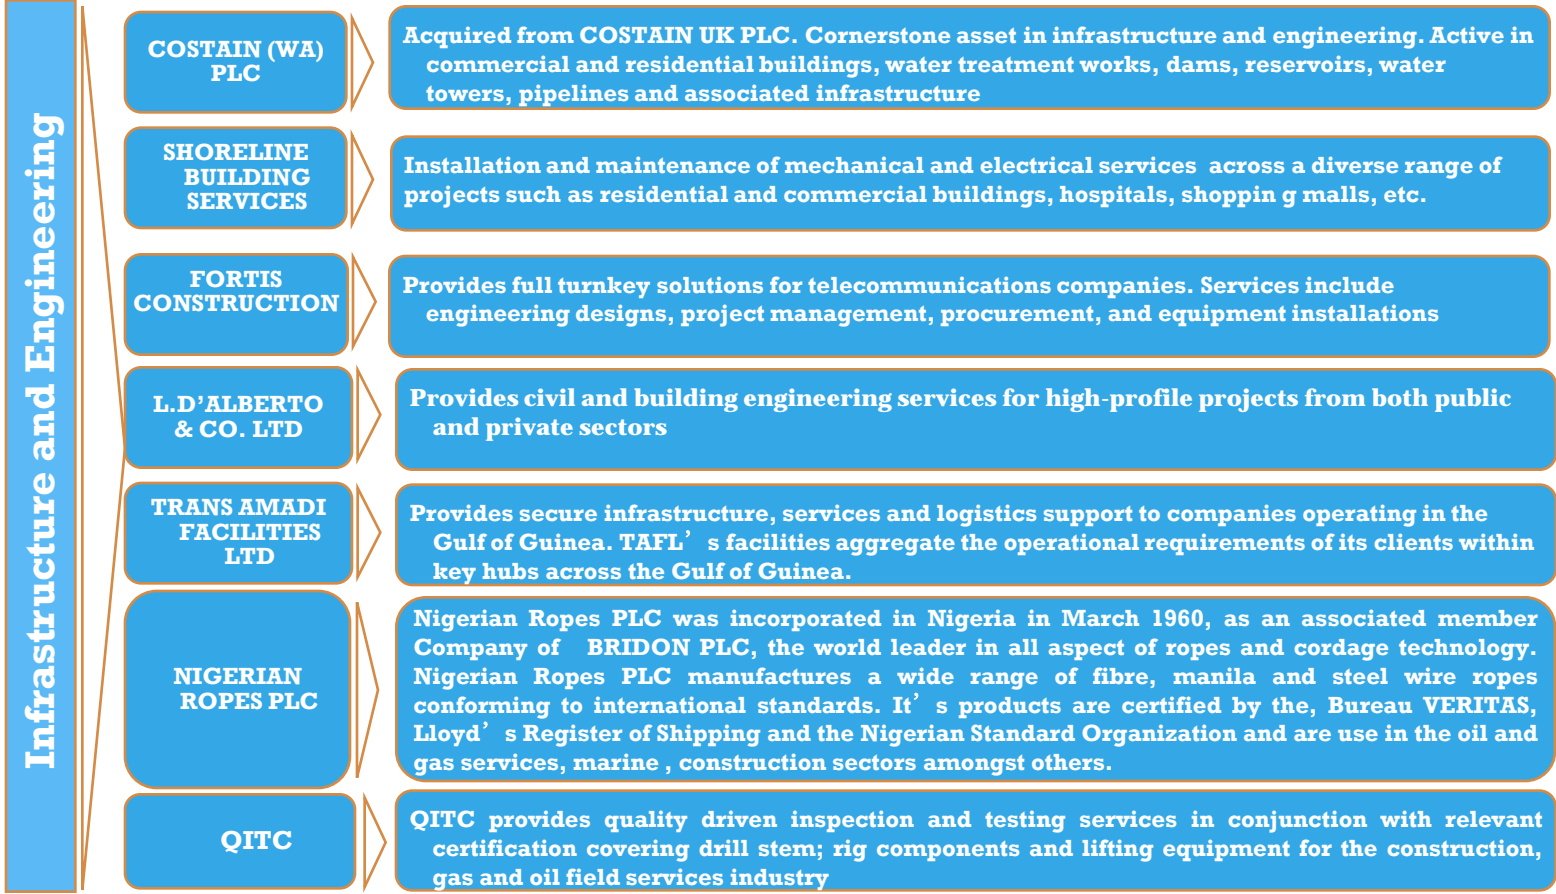 Infrastructure and Engineering
COSTAIN (WA)
PLC
Acquired from COSTAIN UK PLC. Cornerstone asset in infrastructure and engineering. Active in
commercial and residential buildings, water treatment works, dams, reservoirs, water
towers, pipelines and associated infrastructure
SHORELINE
BUILDING
SERVICES
Installation and maintenance of mechanical and electrical services across a diverse range of
projects such as residential and commercial buildings, hospitals, shoppin g malls, etc.
FORTIS
CONSTRUCTION
Provides full turnkey solutions for telecommunications companies. Services include
engineering designs, project management, procurement, and equipment installations
L.D’ALBERTO
& CO. LTD
Provides civil and building engineering services for high-profile projects from both public
and private sectors
TRANS AMADI
FACILITIES
LTD
Provides secure infrastructure, services and logistics support to companies operating in the
Gulf of Guinea. TAFL’ s facilities aggregate the operational requirements of its clients within
key hubs across the Gulf of Guinea.
NIGERIAN
ROPES PLC
Nigerian Ropes PLC was incorporated in Nigeria in March 1960, as an associated member
Company of BRIDON PLC, the world leader in all aspect of ropes and cordage technology.
Nigerian Ropes PLC manufactures a wide range of fibre, manila and steel wire ropes
conforming to international standards. It’ s products are certified by the, Bureau VERITAS,
Lloyd’ s Register of Shipping and the Nigerian Standard Organization and are use in the oil and
gas services, marine , construction sectors amongst others.
QITC
QITC provides quality driven inspection and testing services in conjunction with relevant
certification covering drill stem; rig components and lifting equipment for the construction,
gas and oil field services industry